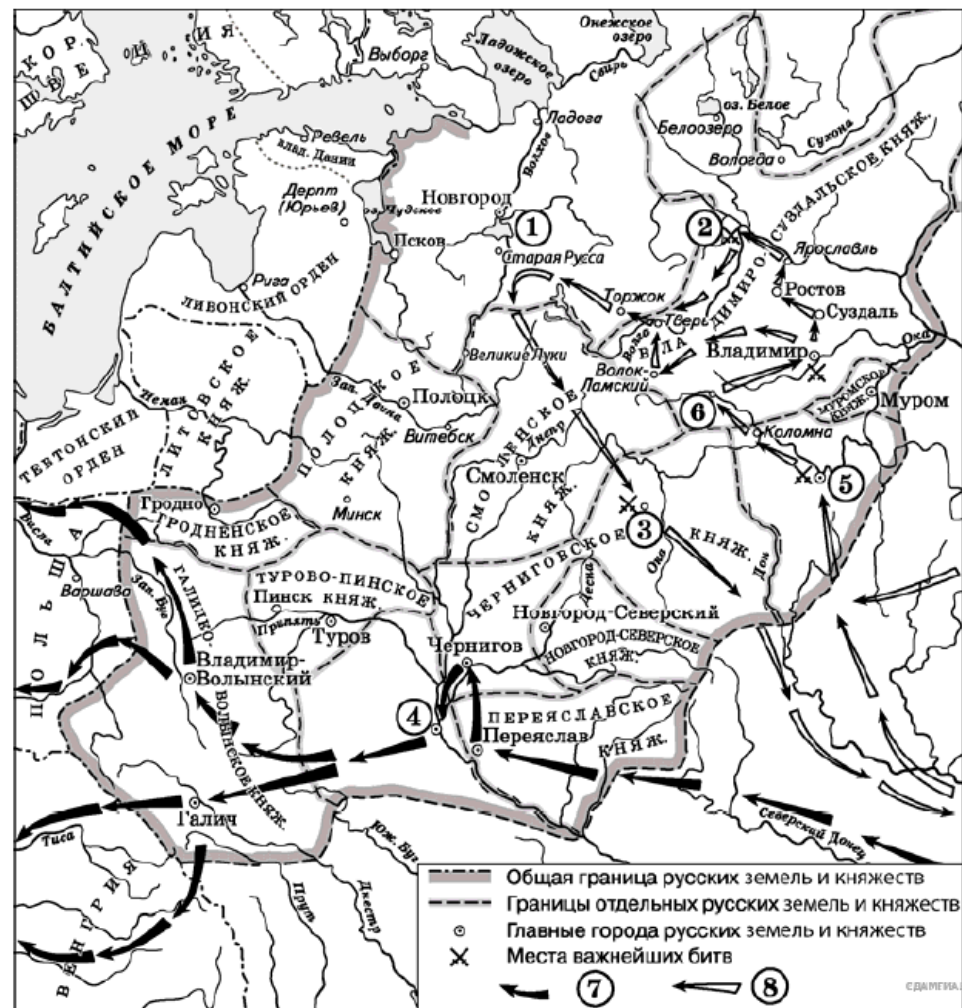 ШВЕЦИЯ
КОР.
Выборг
Ладожское
озеро
Онежское
озеро
Свирь
БАЛТИЙСКОЕ МОРЕ
Ревель
влад. Дании
Дерпт
(Юрьев)
оз. Чудское
Псков
Новгород
Волхов
Ладога
1
Старая Русса
оз. Белое
Белоозеро
Вологда
Сухона
2
ВЛАДИМИРО-СУЗДАЛЬСКОЕ КНЯЖ.
Ярославль
Ростов
Суздаль
Торжок
Тверь
Волга
Владимир
Волок-
Ламский
Ока
Рига
ЛИВОНСКИЙ ОРДЕН
Великие Луки
МУРОМСКОЕ
КНЯЖ.
Муром
6
Коломна
5
ЛИТОВСКОЕ
КНЯЖ.
Неман
ТЕВТОНСКИЙ
ОРДЕН
Зап. Двина
ПОЛОЦКОЕ
КНЯЖ.
Полоцк
Витебск
Минск
СМОЛЕНСКОЕ
КНЯЖ.
Днепр
Смоленск
3
Гродно
ГРОДНЕНСКОЕ
КНЯЖ.
ЧЕРНИГОВСКОЕ
КНЯЖ.
Ока
Дон
Десна
ПОЛЬША
Висла
Варшава
Зап. Буг
ТУРОВО-ПИНСКОЕ
КНЯЖ.
Пинск
Припять
Туров
Новгород-Северский
НОВГОРОД-СЕВЕРСКОЕ
КНЯЖ.
Чернигов
ГАЛИЦКО-
ВОЛЫНСКОЕ КНЯЖ.
Владимир-
Волынский
4
ПЕРЕЯСЛАВСКОЕ
КНЯЖ.
Переяслав
Галич
Тиса
ВЕНГРИЯ
Северский Донец
Юж. Буг
Прут
Днестр
Общая граница русских земель и княжеств
Границы отдельных русских земель и княжеств
Главные города русских земель и княжеств
Места важнейших битв
7
8
СДАМГИА